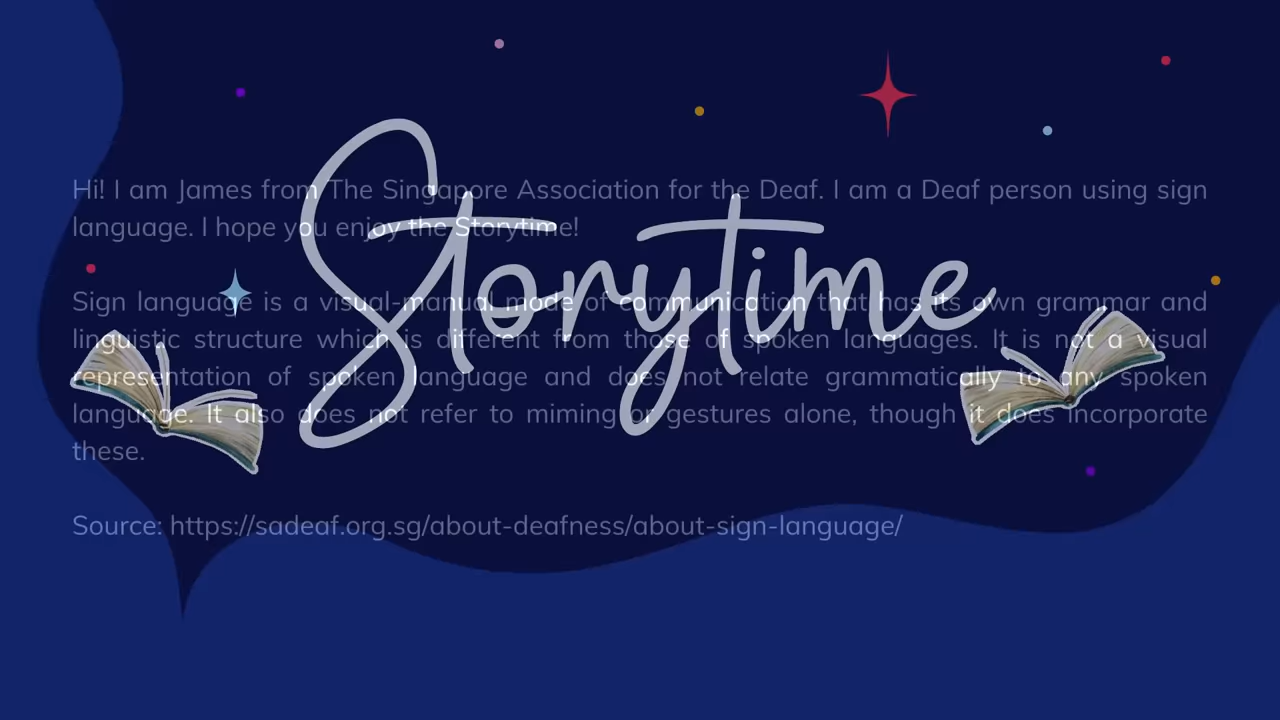 Hi! I am James from The Singapore Association for the Deaf. I am a Deaf person using sign
language. I hope you enjoy the Storytime!
Storytime
Sign language is a visual-manual mode of communication that has its own grammar and
linguistic structure which is different from those of spoken languages. It is not a visual
representation of spoken language and does not relate grammatically to any spoken
language. It also does not refer to miming or gestures alone, though it does incorporate
these.
Source: https://sadeaf.org.sg/about-deafness/about-sign-language/